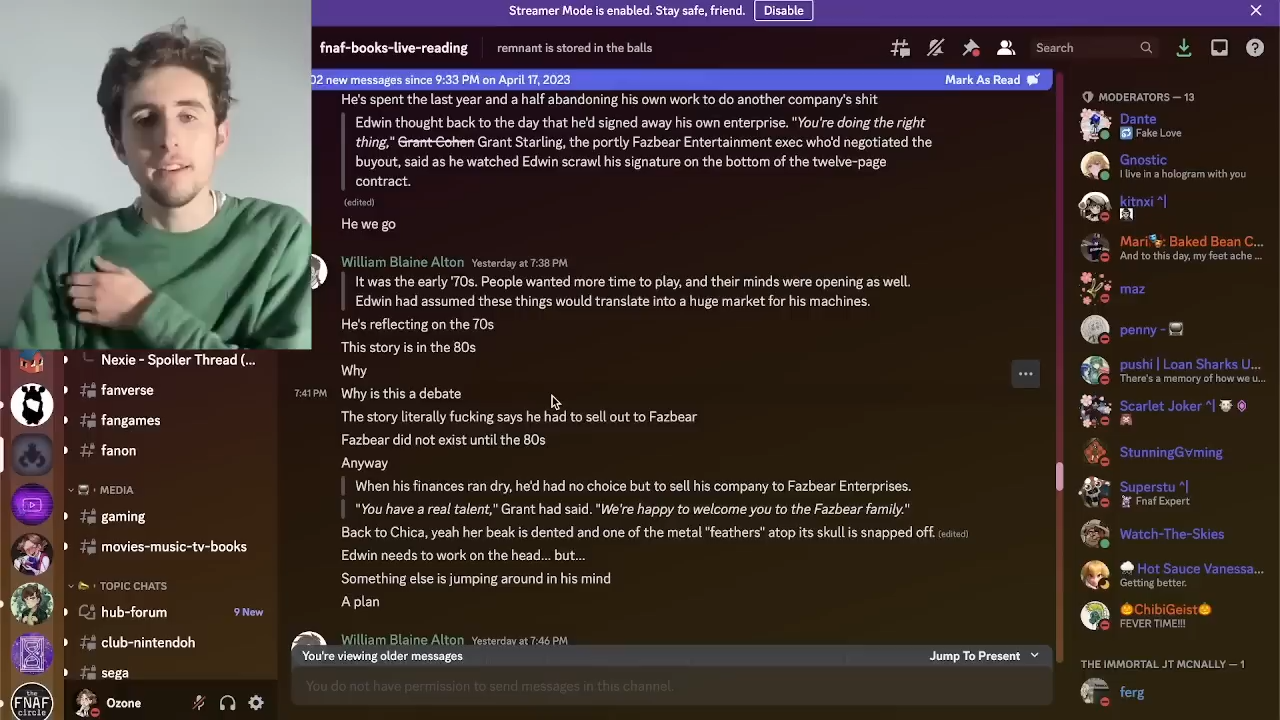 Streamer Mode is enabled. Stay safe, friend.
Disable
fnaf-books-live-reading
remnant is stored in the balls
Search
02 new messages since 9:33 PM on April 17, 2023
Mark As Read
He's spent the last year and a half abandoning his own work to do another company's shit
Edwin thought back to the day that he'd signed away his own enterprise. "You're doing the right
thing," Grant Cohen Grant Starling, the portly Fazbear Entertainment exec who'd negotiated the
buyout, said as he watched Edwin scrawl his signature on the bottom of the twelve-page
contract.
(edited)
He we go
William Blaine Alton Yesterday at 7:38 PM
It was the early '70s. People wanted more time to play, and their minds were opening as well.
Edwin had assumed these things would translate into a huge market for his machines.
He's reflecting on the 70s
This story is in the 80s
Why
7:41 PM Why is this a debate
The story literally fucking says he had to sell out to Fazbear
Fazbear did not exist until the 80s
Anyway
When his finances ran dry, he'd had no choice but to sell his company to Fazbear Enterprises.
"You have a real talent," Grant had said. "We're happy to welcome you to the Fazbear family."
Back to Chica, yeah her beak is dented and one of the metal "feathers" atop its skull is snapped off. (edited)
Edwin needs to work on the head... but...
Something else is jumping around in his mind
A plan
William Blaine Alton Yesterday at 7:46 PM
You're viewing older messages
Jump To Present
You do not have permission to send messages in this channel.
Nexie - Spoiler Thread (...
fanverse
fangames
fanon
MEDIA
gaming
movies-music-tv-books
TOPIC CHATS
hub-forum
9 New
club-nintendoh
sega
Ozone
THE FNAF circle
MODERATORS — 13
Dante
Fake Love
Gnostic
I live in a hologram with you
kitnxi ^|
Mari: Baked Bean C...
And to this day, my feet ache ...
maz
penny -
pushi | Loan Sharks U...
There's a memory of how we u...
Scarlet Joker ^|
StunningG∀ming
Superstu ^|
Fnaf Expert
Watch-The-Skies
Hot Sauce Vanessa...
Getting better.
ChibiGeist
FEVER TIME!!!
THE IMMORTAL JT MCNALLY — 1
ferg